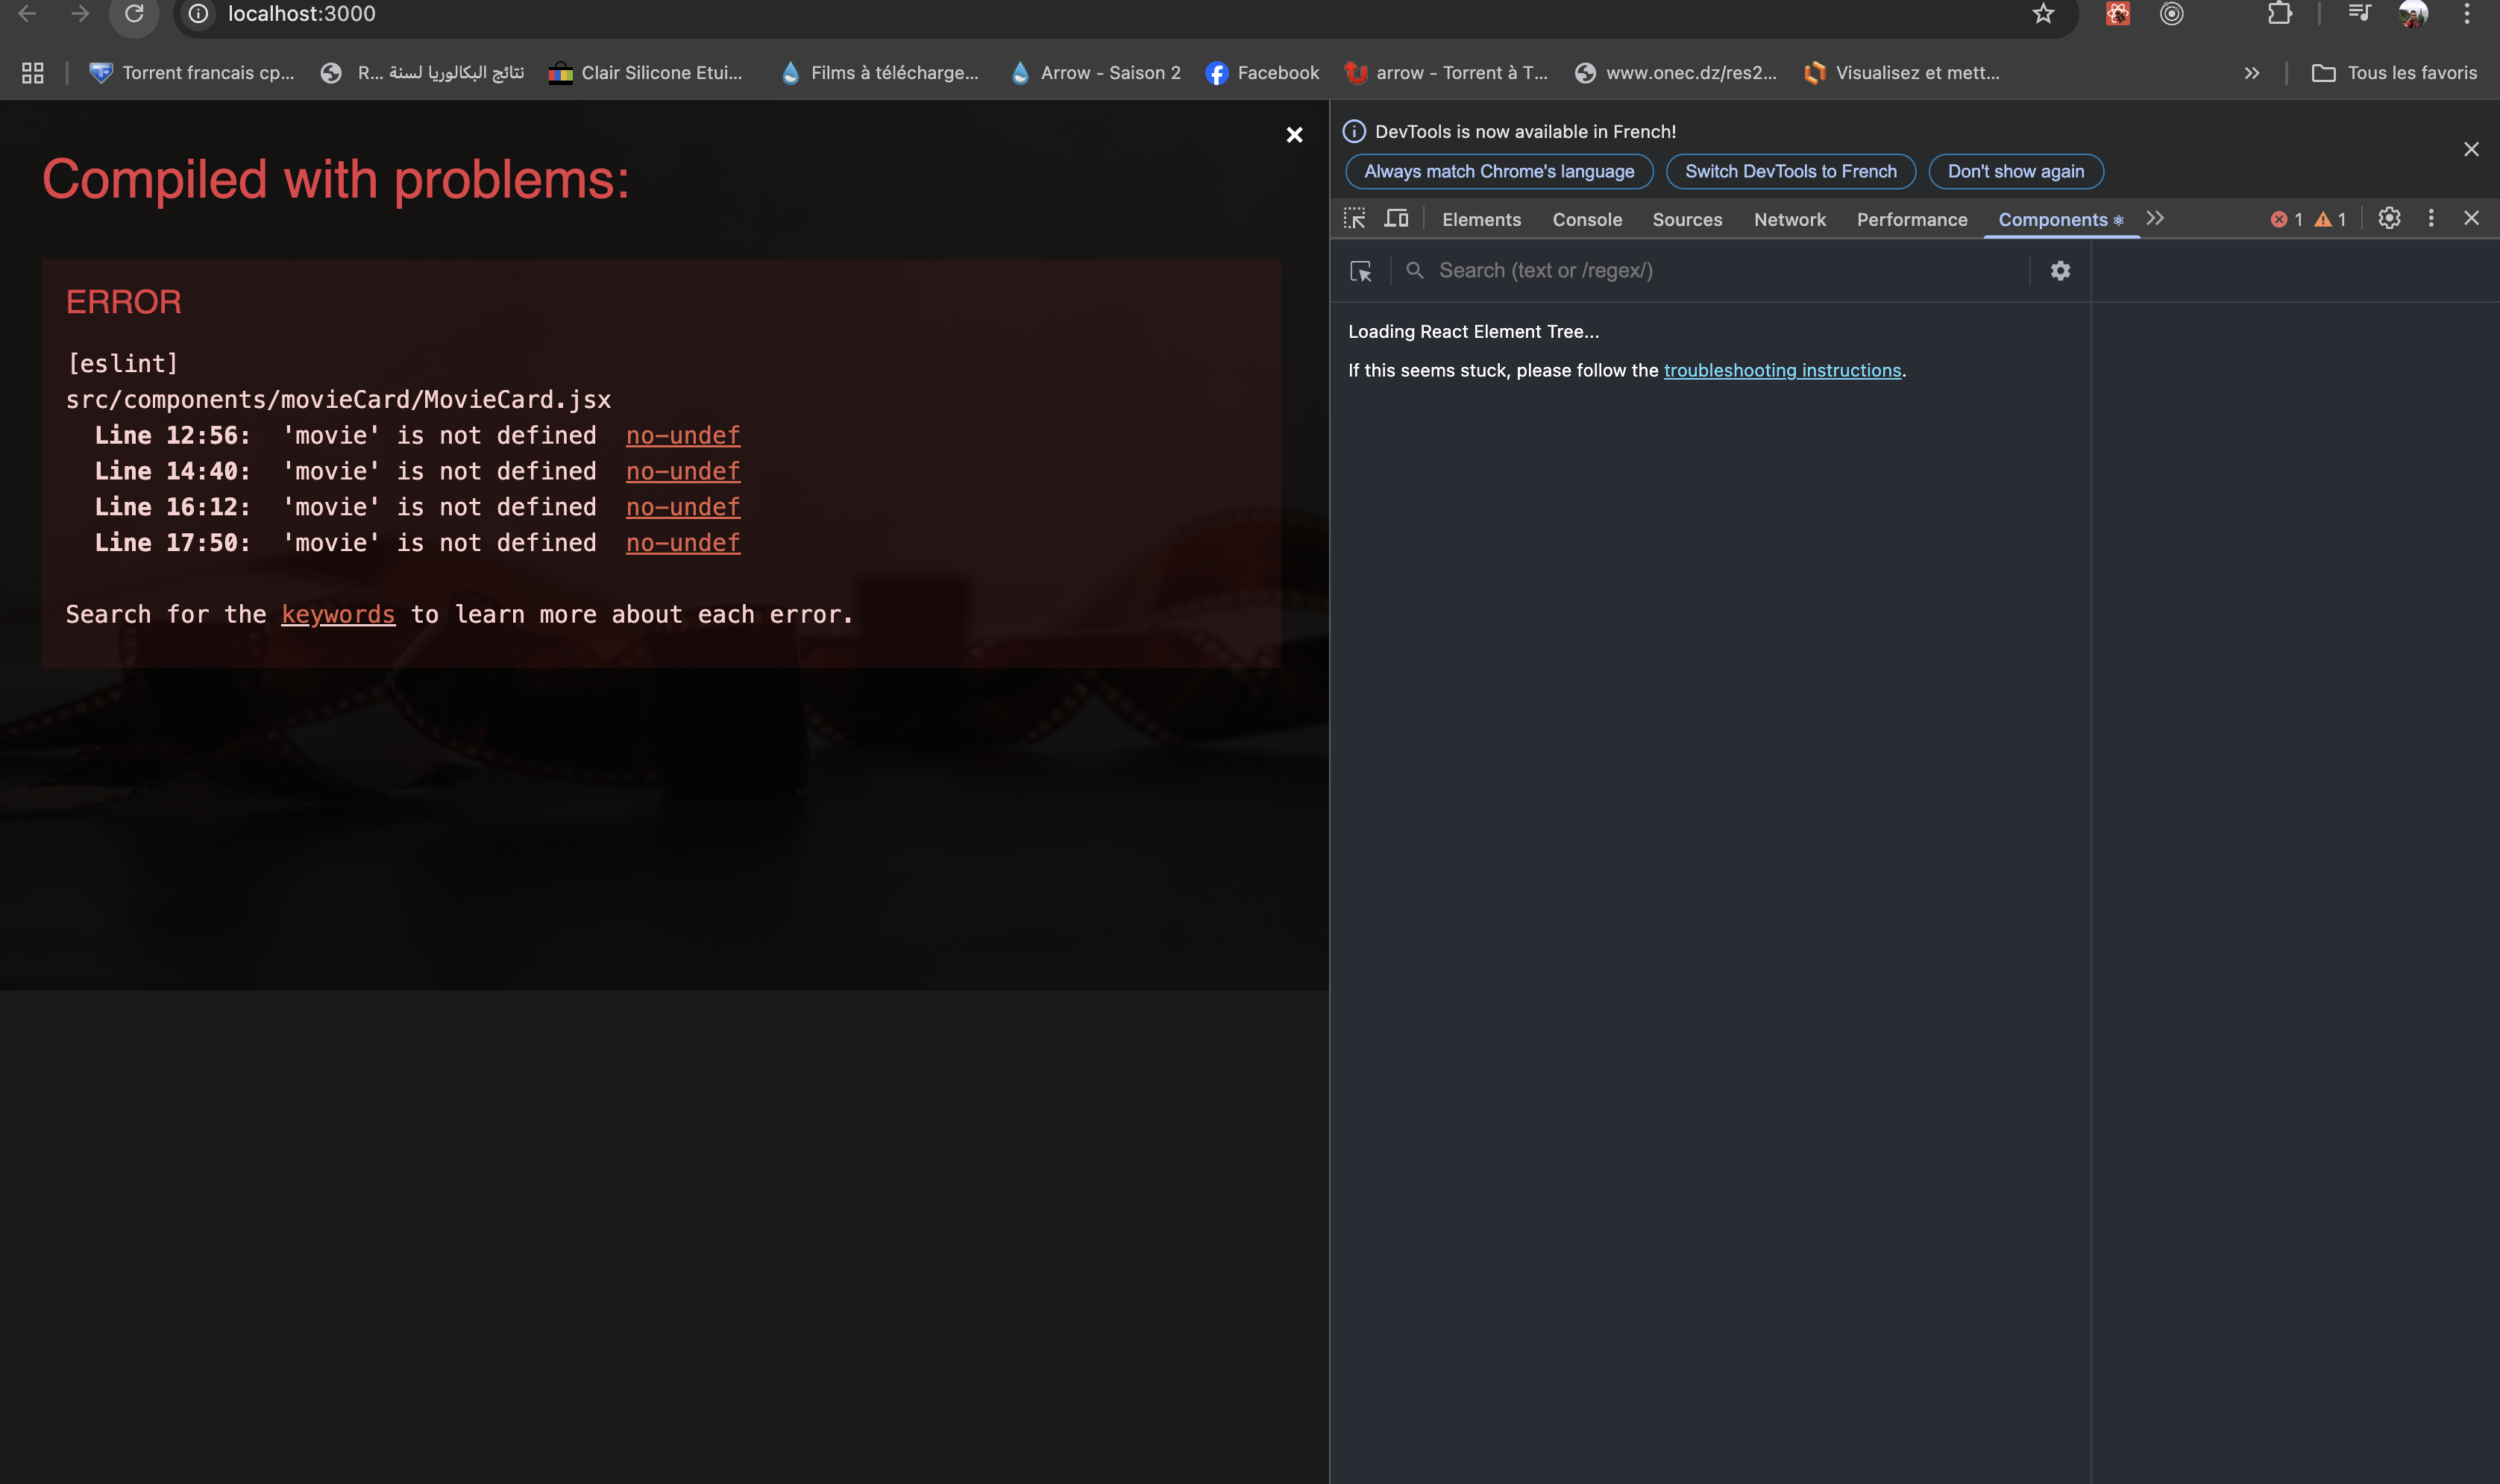 localhost:3000
Torrent francais cp...
R... نتائج البكالوريا لسنة
Clair Silicone Etui...
Films à télécharge...
Arrow - Saison 2
Facebook
arrow - Torrent à T...
www.onec.dz/res2...
Visualisez et mett...
Tous les favoris
Compiled with problems:
ERROR
[eslint]
src/components/movieCard/MovieCard.jsx
Line 12:56: 'movie' is not defined no-undef
Line 14:40: 'movie' is not defined no-undef
Line 16:12: 'movie' is not defined no-undef
Line 17:50: 'movie' is not defined no-undef
Search for the keywords to learn more about each error.
DevTools is now available in French!
Always match Chrome's language
Switch DevTools to French
Don't show again
Elements
Console
Sources
Network
Performance
Components
1
1
Search (text or /regex/)
Loading React Element Tree...
If this seems stuck, please follow the troubleshooting instructions.